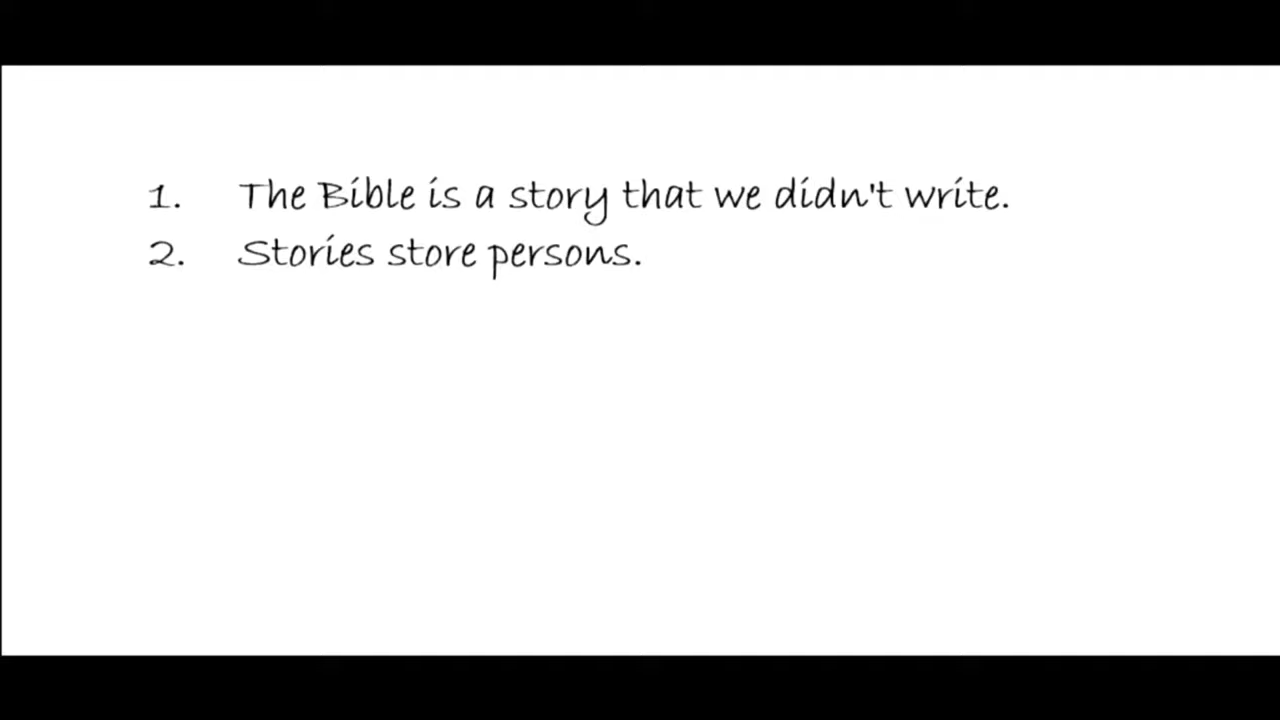 1. The Bible is a story that we didn't write.
2. Stories store persons.